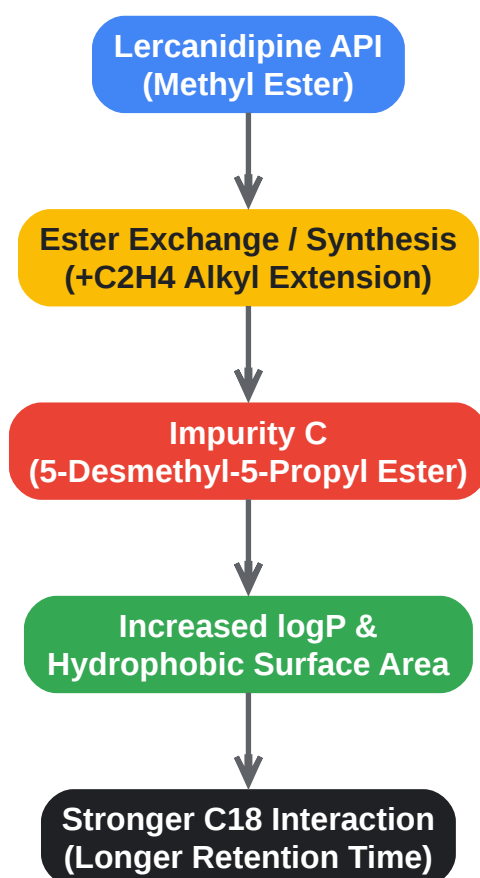 Lercanidipine API
(Methyl Ester)
Ester Exchange / Synthesis
(+C2H4 Alkyl Extension)
Impurity C
(5-Desmethyl-5-Propyl Ester)
Increased logP &
Hydrophobic Surface Area
Stronger C18 Interaction
(Longer Retention Time)